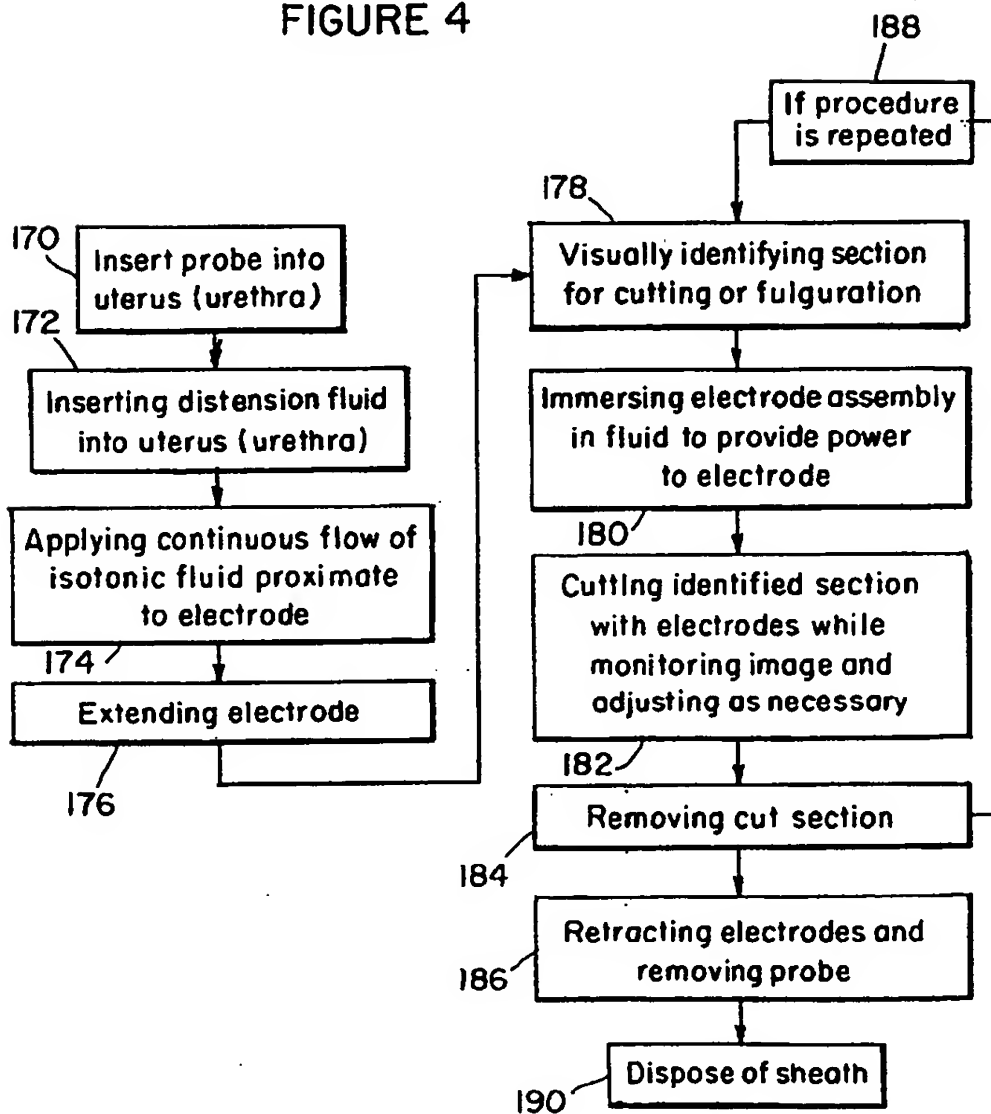 FIGURE 4
170
Insert probe into
uterus (urethra)
172
Inserting distension fluid
into uterus (urethra)
Applying continuous flow of
isotonic fluid proximate
to electrode
174
Extending electrode
176
188
If procedure
is repeated
178
Visually identifying section
for cutting or fulguration
Immersing electrode assembly
in fluid to provide power
to electrode
180
Cutting identified section
with electrodes while
monitoring image and
adjusting as necessary
182
Removing cut section
184
Retracting electrodes and
removing probe
186
Dispose of sheath
190